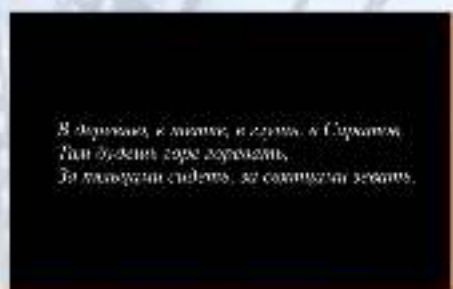 В деревню, к тетке, в глушь, в Саратов,
Там будешь горе горевать,
За пяльцами сидеть, за святцами зевать.